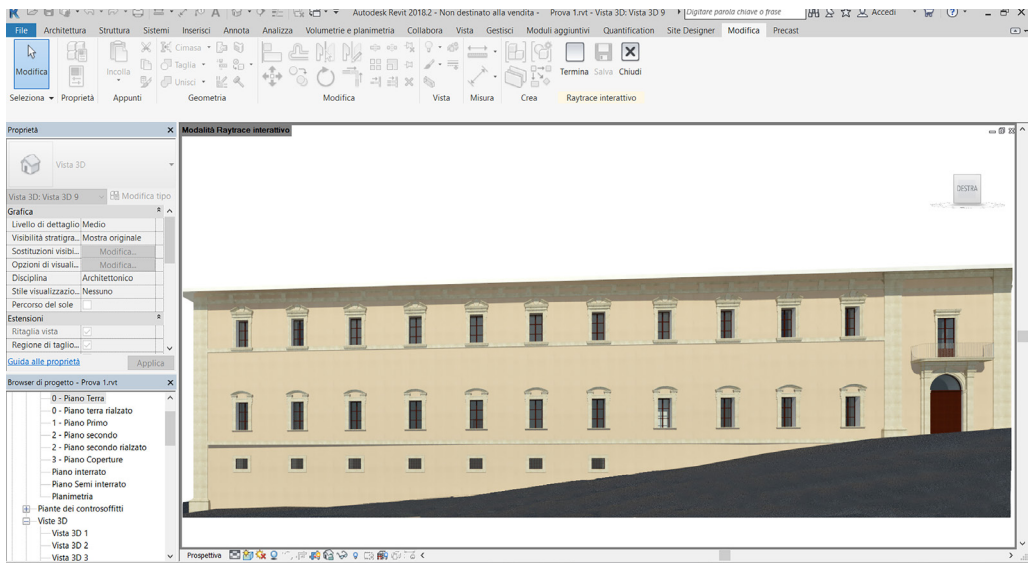 Autodesk Revit 2018.2 - Non destinato alla vendita - Prova 1.rvt - Vista 3D: Vista 3D 9 Digitare parola chiave o frase Accedi
File Architettura Struttura Sistemi Inserisci Annota Analizza Volumetrie e planimetria Collabora Vista Gestisci Moduli aggiuntivi Quantification Site Designer Modifica Precast
Modifica
Incolla
Cimasa
Taglia
Unisci
Termina Salva Chiudi
Seleziona Proprietà Appunti Geometria Modifica Vista Misura Crea Raytrace interattivo
Proprietà
Vista 3D
Vista 3D: Vista 3D 9 Modifica tipo
Grafica
Livello di dettaglio Medio
Visibilità stratigra... Mostra originale
Sostituzioni visibi... Modifica...
Opzioni di visuali... Modifica...
Disciplina Architettonico
Stile visualizzazio... Nessuno
Percorso del sole
Estensioni
Ritaglia vista
Regione di taglio...
Guida alle proprietà Applica
Browser di progetto - Prova 1.rvt
0 - Piano Terra
0 - Piano terra rialzato
1 - Piano Primo
2 - Piano secondo
2 - Piano secondo rialzato
3 - Piano Coperture
Piano interrato
Piano Semi interrato
Planimetria
Piante dei controsoffitti
Viste 3D
Vista 3D 1
Vista 3D 2
Vista 3D 3
Modalità Raytrace interattivo
DESTRA
Prospettiva